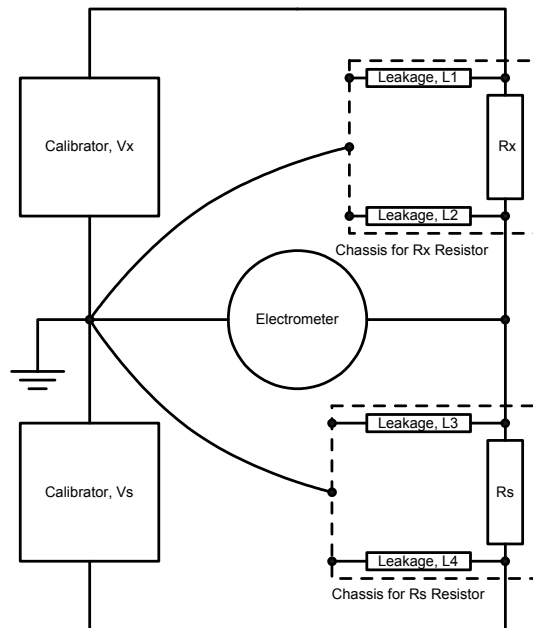 Leakage, L1
Calibrator, Vx
Rx
Leakage, L2
Chassis for Rx Resistor
Electrometer
Leakage, L3
Calibrator, Vs
Rs
Leakage, L4
Chassis for Rs Resistor